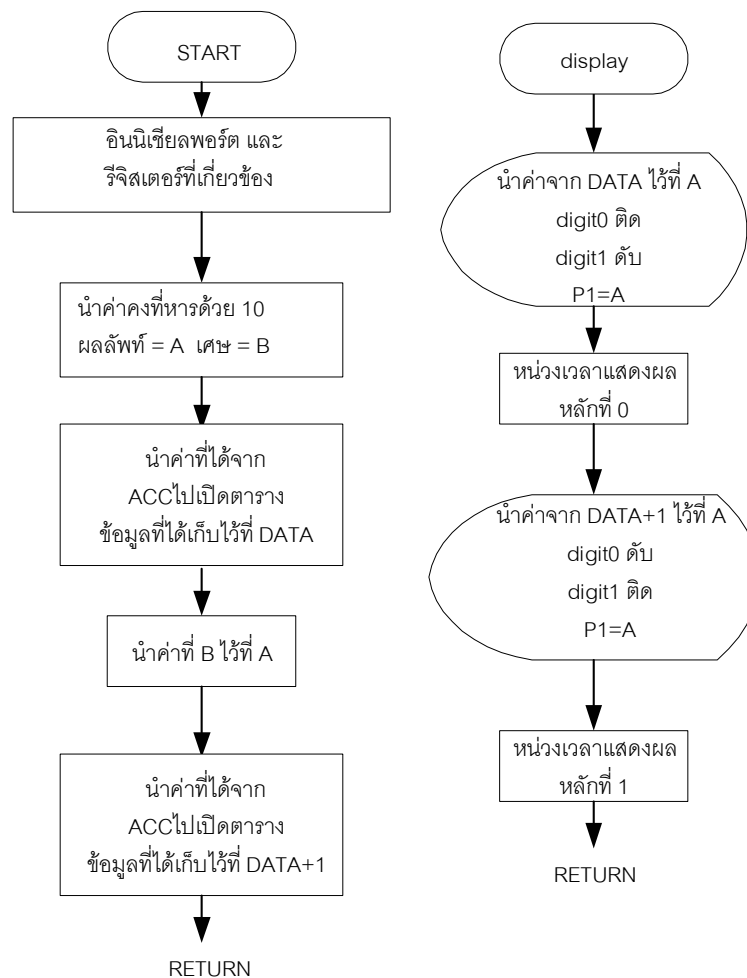 START
อินนิเชียลพอร์ต และ
รีจิสเตอร์ที่เกี่ยวข้อง
นำค่าคงที่หารด้วย 10
ผลลัพท์ = A เศษ = B
นำค่าที่ได้จาก
ACCไปเปิดตาราง
ข้อมูลที่ได้เก็บไว้ที่ DATA
นำค่าที่ B ไว้ที่ A
นำค่าที่ได้จาก
ACCไปเปิดตาราง
ข้อมูลที่ได้เก็บไว้ที่ DATA+1
RETURN
display
นำค่าจาก DATA ไว้ที่ A
digit0 ติด
digit1 ดับ
P1=A
หน่วงเวลาแสดงผล
หลักที่ 0
นำค่าจาก DATA+1 ไว้ที่ A
digit0 ดับ
digit1 ติด
P1=A
หน่วงเวลาแสดงผล
หลักที่ 1
RETURN